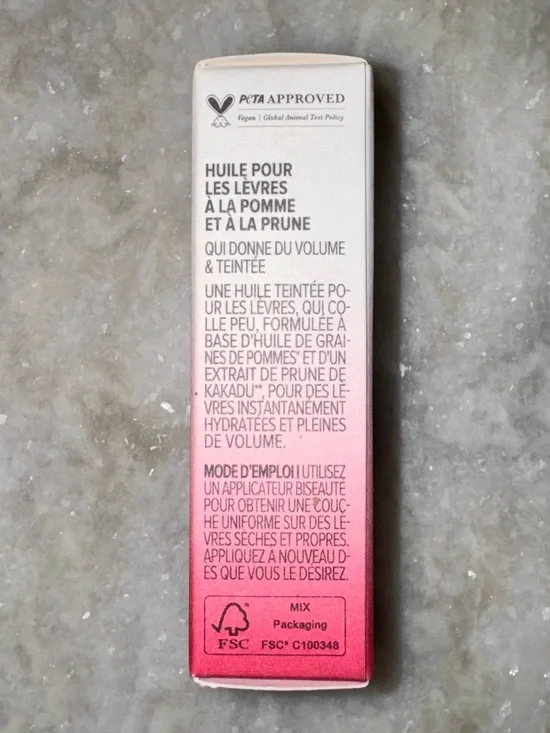 PETA APPROVED
Vegan | Global Animal Test Policy
HUILE POUR
LES LÈVRES
À LA POMME
ET À LA PRUNE
QUI DONNE DU VOLUME
& TEINTÉE
UNE HUILE TEINTÉE PO-
UR LES LÈVRES, QUI CO-
LLE PEU, FORMULÉE À
BASE D'HUILE DE GRAI-
NES DE POMMES* ET D'UN
EXTRAIT DE PRUNE DE
KAKADU**, POUR DES LÈ-
VRES INSTANTANÉMENT
HYDRATÉES ET PLEINES
DE VOLUME.
MODE D'EMPLOI I UTILISEZ
UN APPLICATEUR BISEAUTÉ
POUR OBTENIR UNE COUC-
HE UNIFORME SUR DES LÈ-
VRES SÈCHES ET PROPRES.
APPLIQUEZ À NOUVEAU D-
ÈS QUE VOUS LE DÉSIREZ.
FSC
MIX
Packaging
FSC® C100348